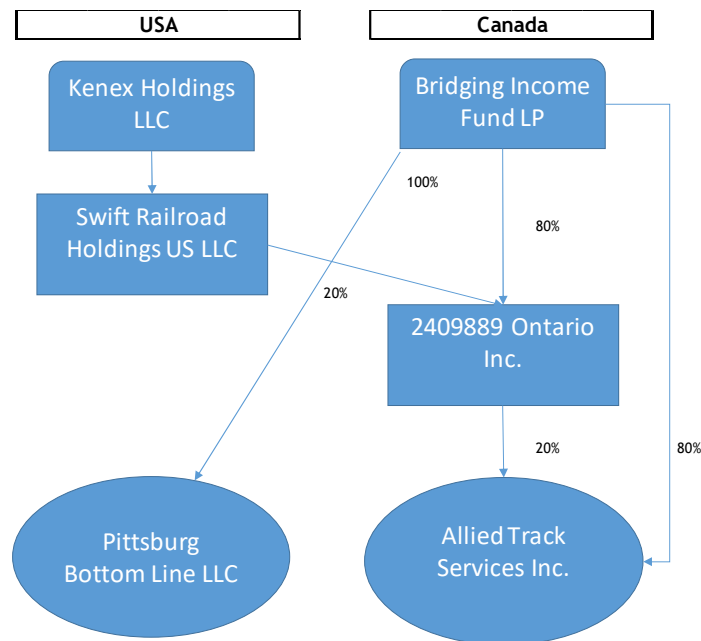 USA
Canada
Kenex Holdings
LLC
Bridging Income
Fund LP
100%
Swift Railroad
Holdings US LLC
80%
20%
2409889 Ontario
Inc.
20%
80%
Pittsburg
Bottom Line LLC
Allied Track
Services Inc.